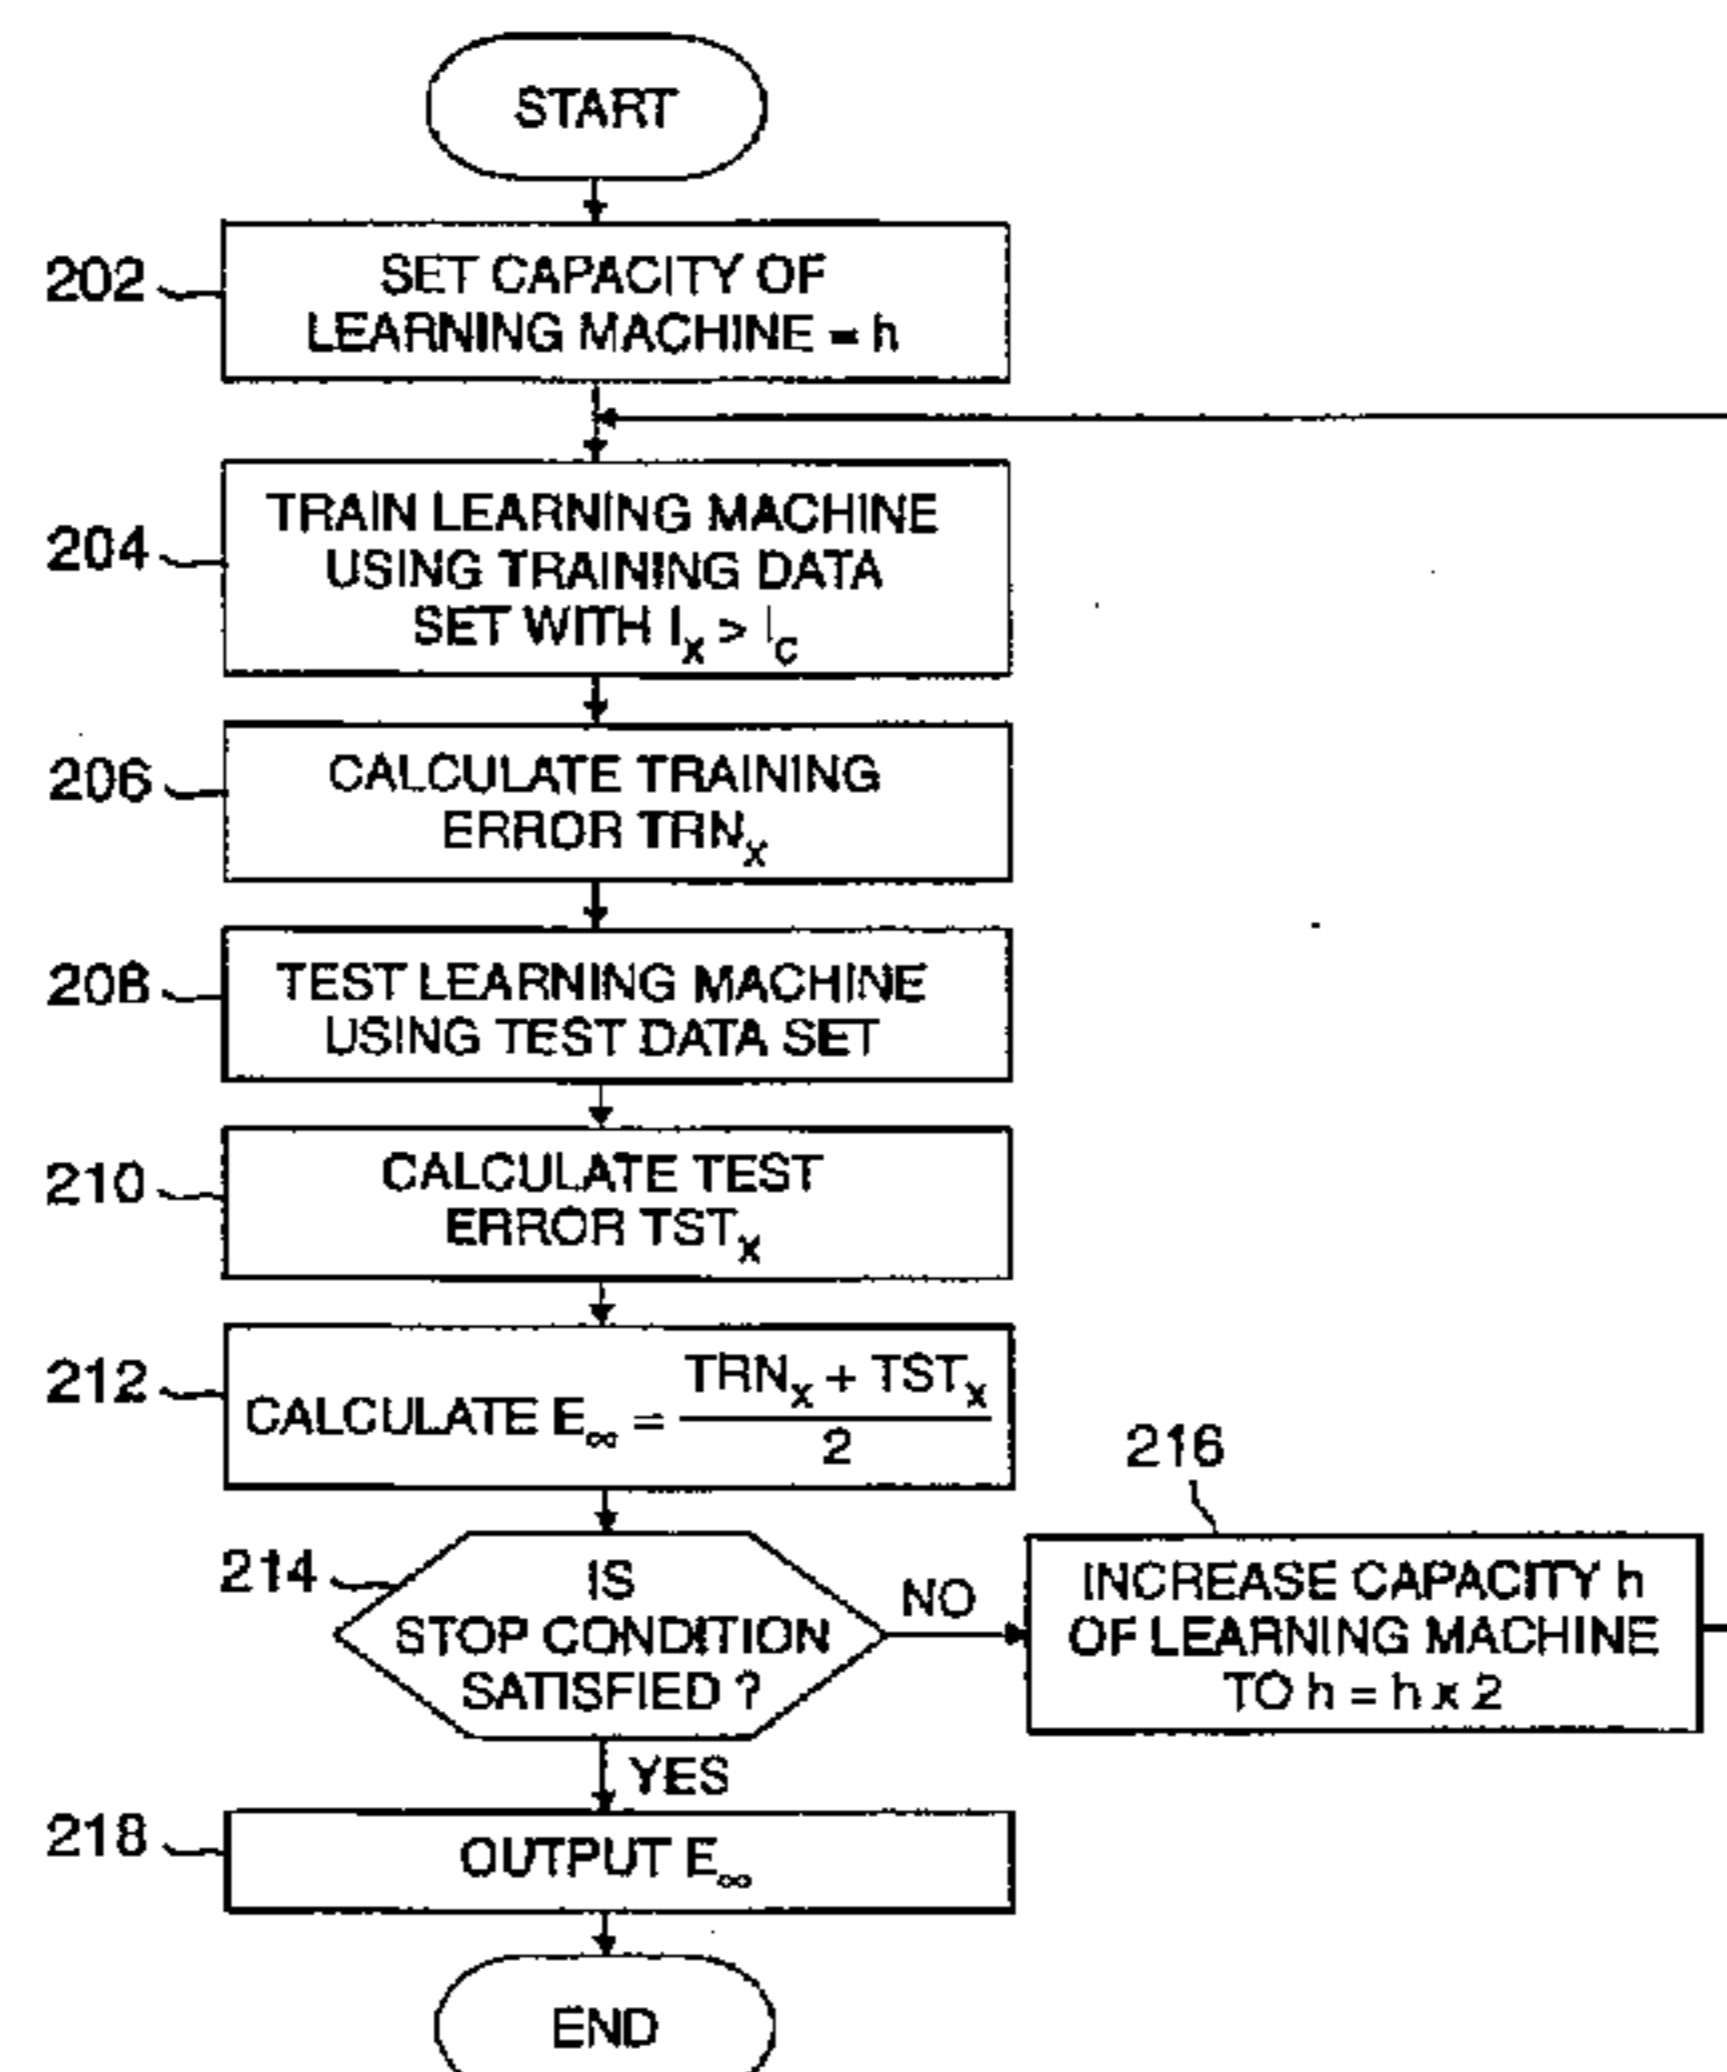 START
202
SET CAPACITY OF
LEARNING MACHINE = h
204
TRAIN LEARNING MACHINE
USING TRAINING DATA
SET WITH lₓ > l_c
206
CALCULATE TRAINING
ERROR TRNₓ
208
TEST LEARNING MACHINE
USING TEST DATA SET
210
CALCULATE TEST
ERROR TSTₓ
212
CALCULATE E∞ = (TRNₓ + TSTₓ) / 2
214
IS
STOP CONDITION
SATISFIED ?
NO
216
INCREASE CAPACITY h
OF LEARNING MACHINE
TO h = h x 2
YES
218
OUTPUT E∞
END